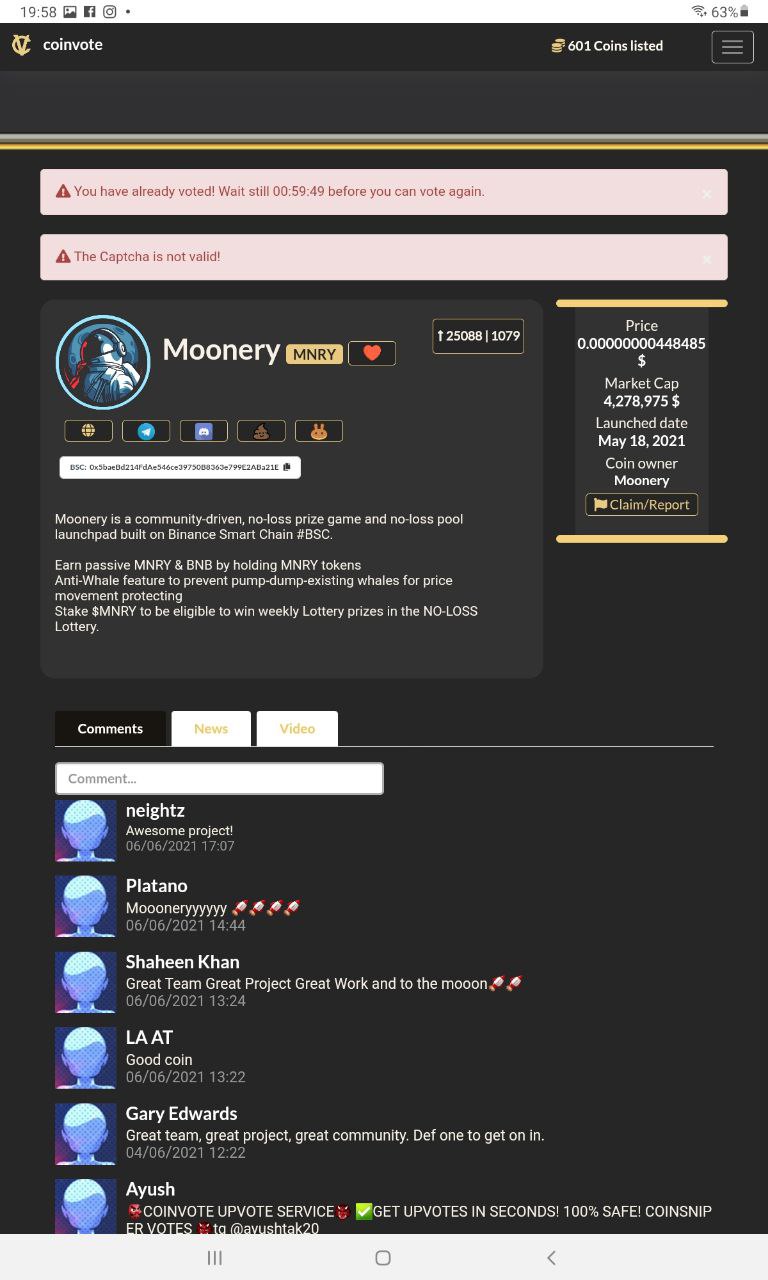 19:58
63%
coinvote
601 Coins listed
You have already voted! Wait still 00:59:49 before you can vote again.
×
The Captcha is not valid!
×
Moonery MNRY
25088 | 1079
BSC: 0x5baeBd214FdAe546ce39750B8363e799E2ABa21E
Moonery is a community-driven, no-loss prize game and no-loss pool
launchpad built on Binance Smart Chain #BSC.
Earn passive MNRY & BNB by holding MNRY tokens
Anti-Whale feature to prevent pump-dump-existing whales for price
movement protecting
Stake $MNRY to be eligible to win weekly Lottery prizes in the NO-LOSS
Lottery.
Price
0.00000000448485
$
Market Cap
4,278,975 $
Launched date
May 18, 2021
Coin owner
Moonery
Claim/Report
Comments
News
Video
Comment...
neightz
Awesome project!
06/06/2021 17:07
Platano
Moooneryyyyyy 🚀🚀🚀🚀
06/06/2021 14:44
Shaheen Khan
Great Team Great Project Great Work and to the mooon🚀🚀
06/06/2021 13:24
LA AT
Good coin
06/06/2021 13:22
Gary Edwards
Great team, great project, great community. Def one to get on in.
04/06/2021 12:22
Ayush
👺COINVOTE UPVOTE SERVICE👹 ✅GET UPVOTES IN SECONDS! 100% SAFE! COINSNIP
ER VOTES 👹tg @ayushtak20